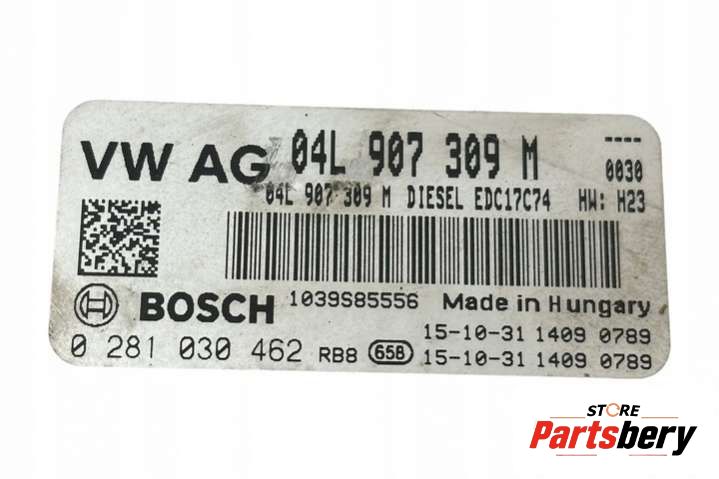 VW AG 04L 907 309 M ----
0030
04L 907 309 M DIESEL EDC17C74 HW: H23
BOSCH 1039S85556 Made in Hungary
15-10-31 1409 0789
0 281 030 462 RB8 658 15-10-31 1409 0789
STORE
Partsbery